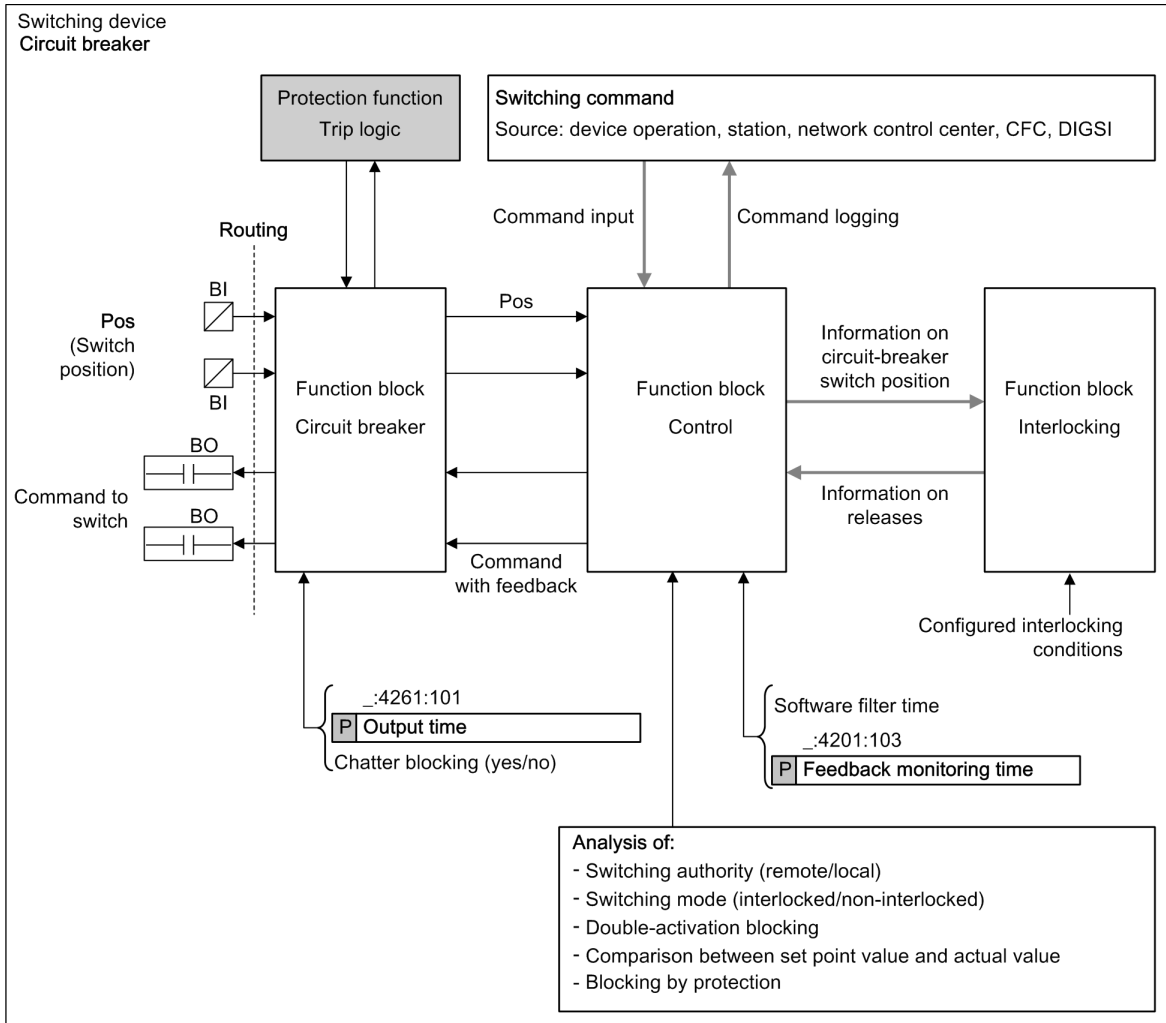 Switching device
Circuit breaker
Protection function
Trip logic
Switching command
Source: device operation, station, network control center, CFC, DIGSI
Command input
Command logging
Routing
BI
Pos
(Switch
position)
BI
Pos
Function block
Circuit breaker
Function block
Control
Information on
circuit-breaker
switch position
Function block
Interlocking
BO
Command to
switch
BO
Information on
releases
Command
with feedback
Configured interlocking
conditions
_:4261:101
P Output time
Chatter blocking (yes/no)
Software filter time
_:4201:103
P Feedback monitoring time
Analysis of:
- Switching authority (remote/local)
- Switching mode (interlocked/non-interlocked)
- Double-activation blocking
- Comparison between set point value and actual value
- Blocking by protection